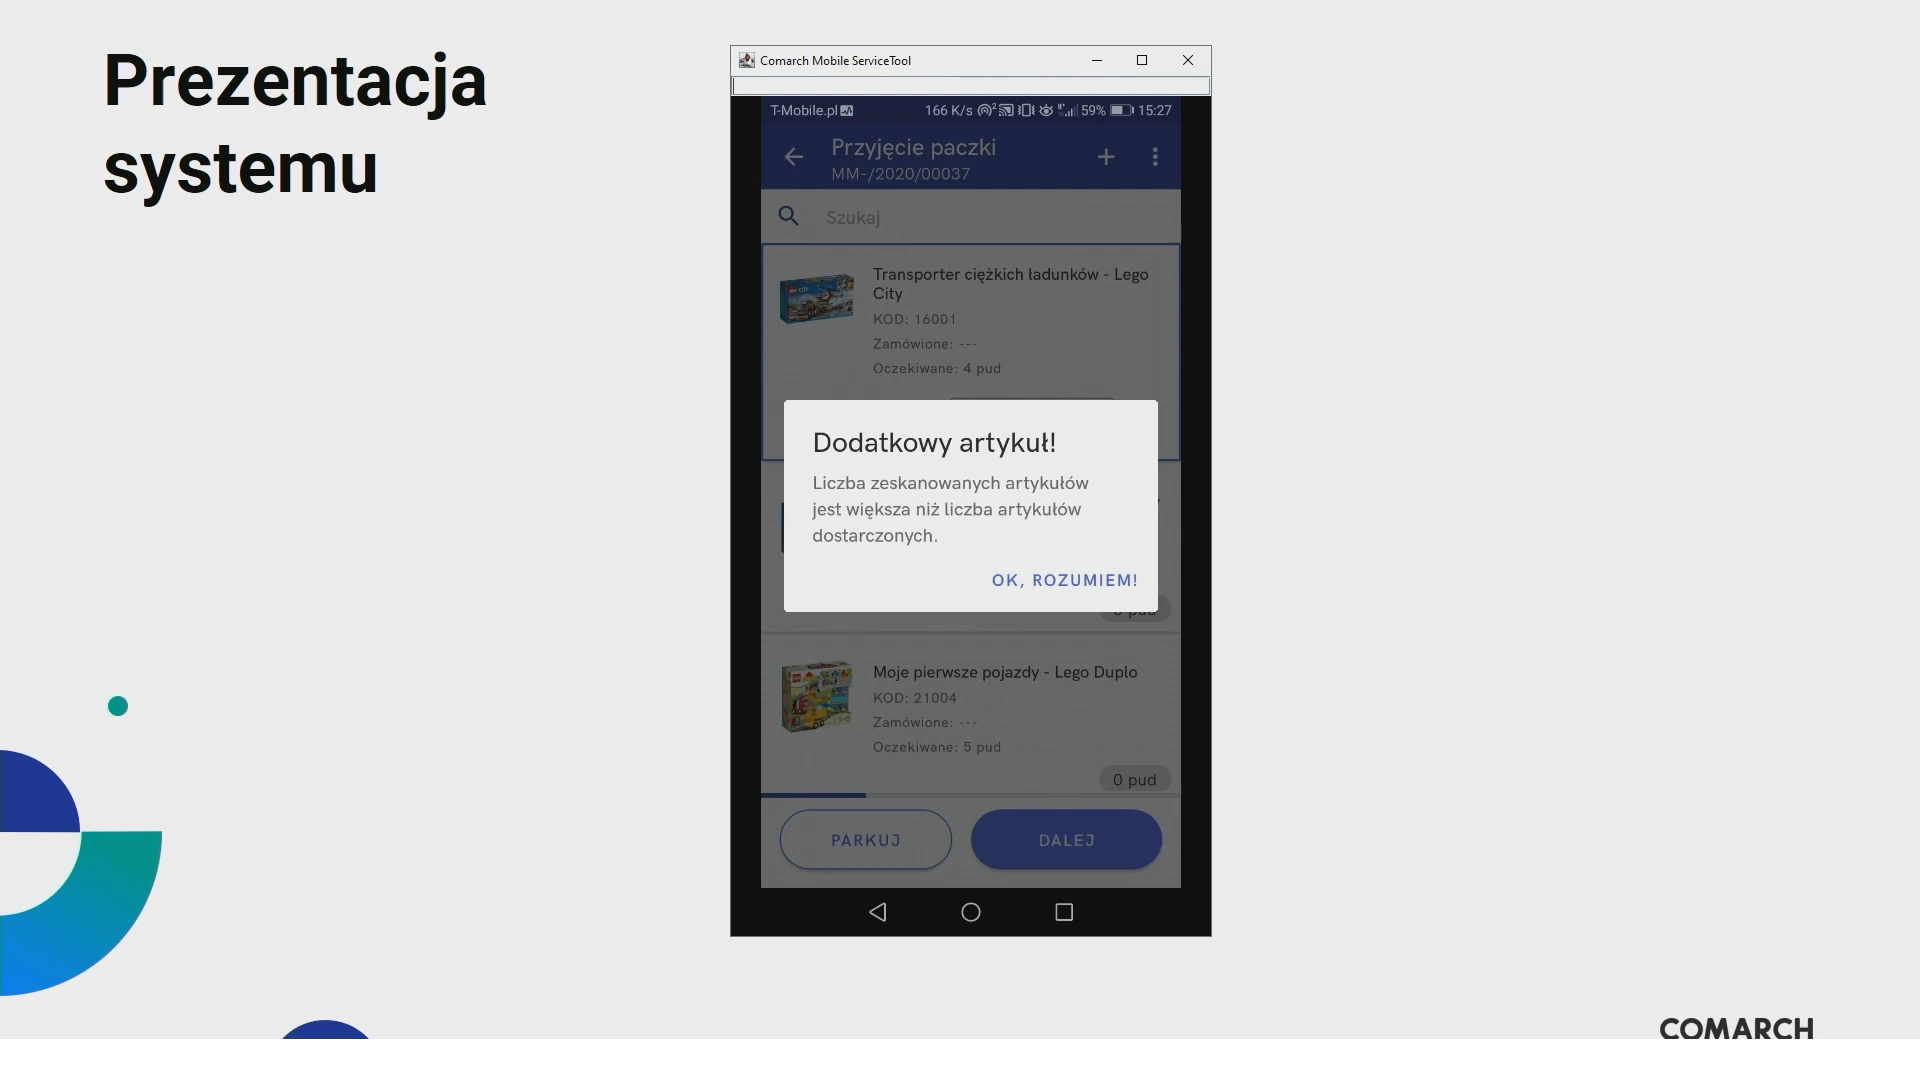 Prezentacja
systemu
Comarch Mobile ServiceTool
T-Mobile.pl 166 K/s 59% 15:27
Przyjęcie paczki
MM-/2020/00037
Szukaj
Transporter ciężkich ładunków - Lego
City
KOD: 16001
Zamówione: ---
Oczekiwane: 4 pud
Dodatkowy artykuł!
Liczba zeskanowanych artykułów
jest większa niż liczba artykułów
dostarczonych.
OK, ROZUMIEM!
0 pud
Moje pierwsze pojazdy - Lego Duplo
KOD: 21004
Zamówione: ---
Oczekiwane: 5 pud
0 pud
PARKUJ
DALEJ
COMARCH